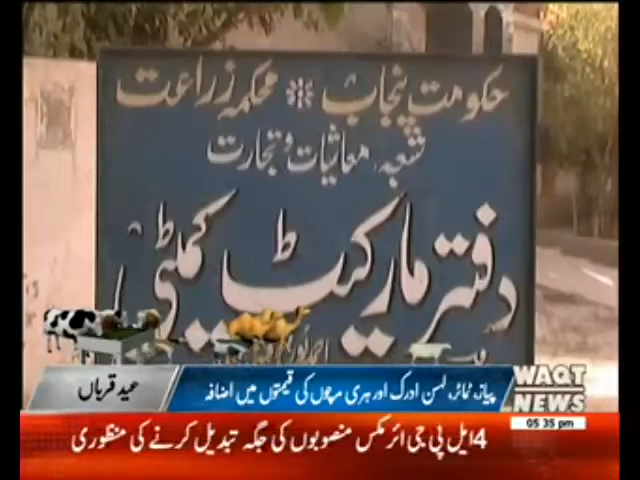 حکومت پنجاب * محکمہ زراعت
شعبہ، معاشیات و تجارت
دفتر مارکیٹ کمیٹی
عید قرباں
پیاز، ٹماٹر، لہسن ادرک اور ہری مرچوں کی قیمتوں میں اضافہ
WAQT
NEWS
05:35 pm
4 ایل پی جی ائر مکس منصوبوں کی جگہ تبدیل کرنے کی منظوری